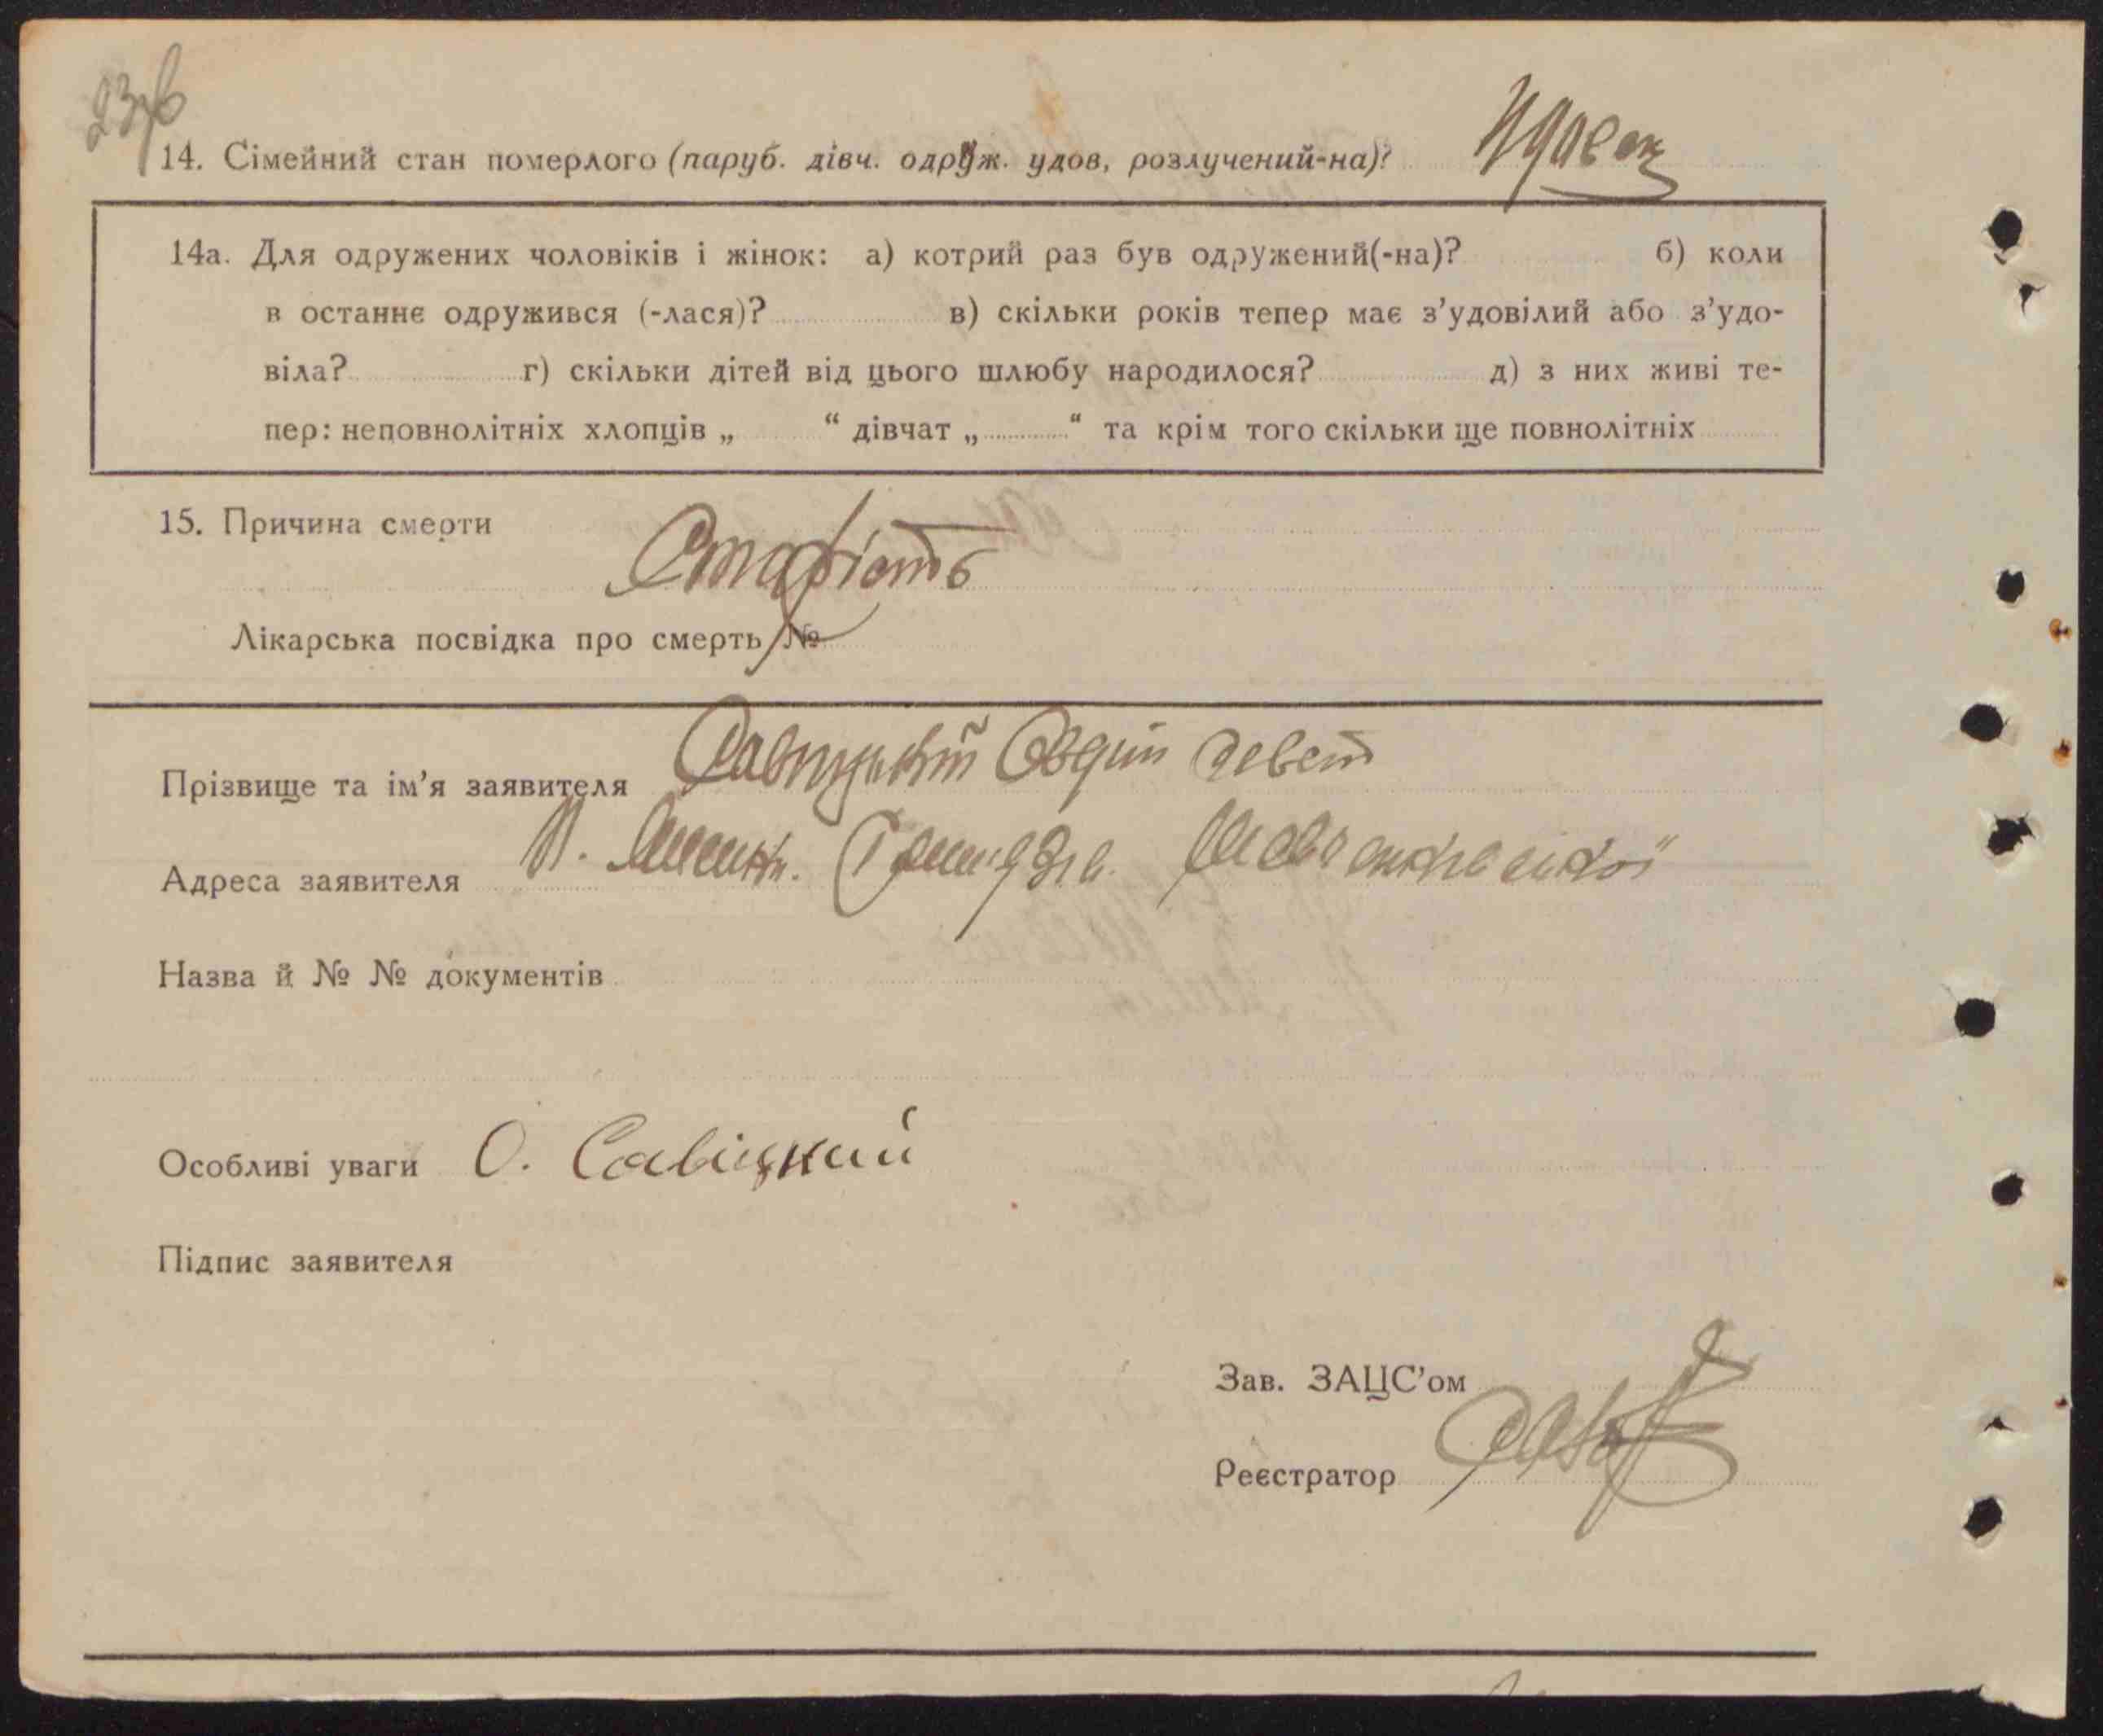 14. Сімейний стан померлого (паруб. дівч. одруж. удов, розлучений-на)? Удовец
14а. Для одружених чоловіків і жінок: а) котрий раз був одружений(-на)? б) коли
в останнє одружився (-лася)? в) скільки років тепер має з’удовілий або з’удо-
віла? г) скільки дітей від цього шлюбу народилося? д) з них живі те-
пер: неповнолітніх хлопців „ “ дівчат „ “ та крім того скільки ще повнолітніх
15. Причина смерти
Старість
Лікарська посвідка про смерть №
Прізвище та ім’я заявителя
Адреса заявителя
Назва й № № документів
Особливі уваги О. Савіцкий
Підпис заявителя
Зав. ЗАЦС’ом
Реєстратор